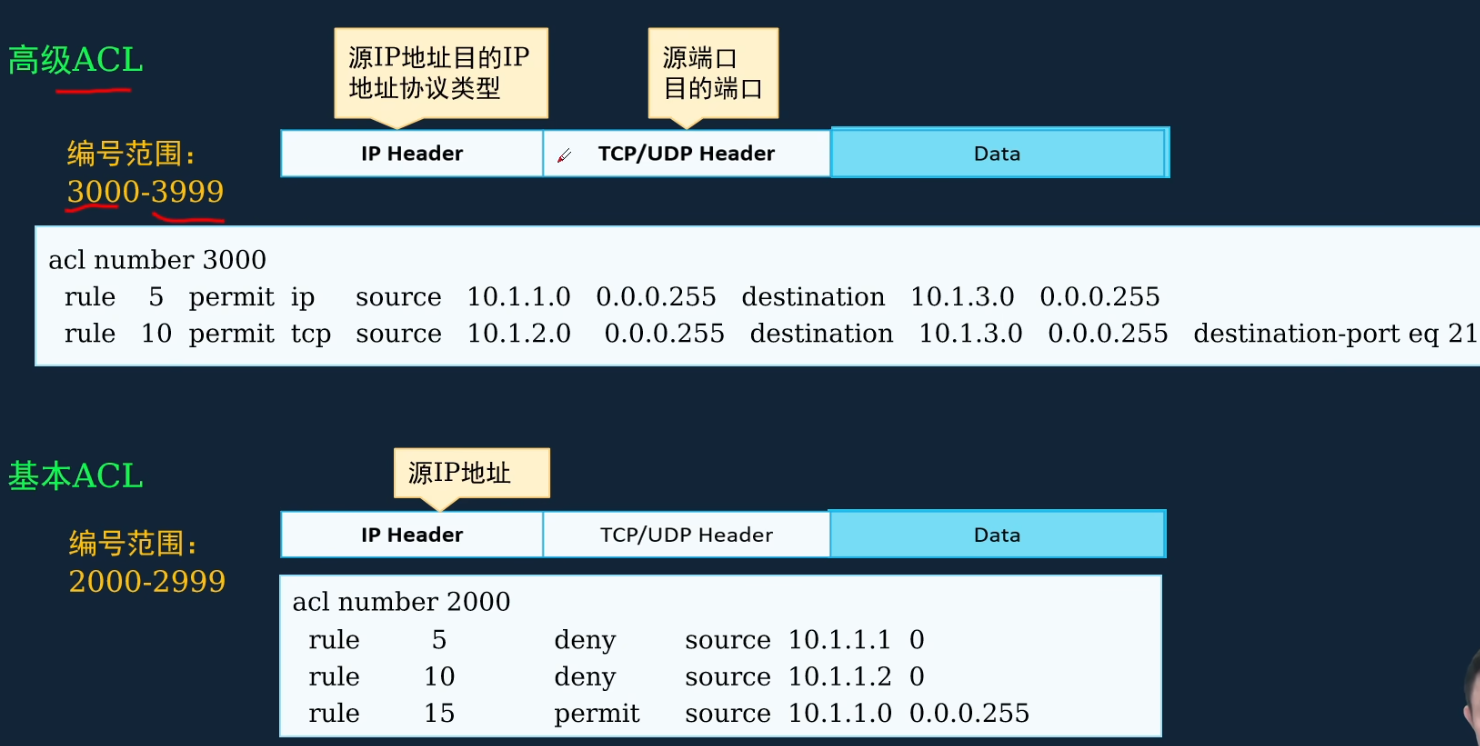 高级ACL
源IP地址目的IP
地址协议类型
源端口
目的端口
编号范围：
3000-3999
IP Header TCP/UDP Header Data
acl number 3000
rule 5 permit ip source 10.1.1.0 0.0.0.255 destination 10.1.3.0 0.0.0.255
rule 10 permit tcp source 10.1.2.0 0.0.0.255 destination 10.1.3.0 0.0.0.255 destination-port eq 21
基本ACL
源IP地址
编号范围：
2000-2999
IP Header TCP/UDP Header Data
acl number 2000
rule 5 deny source 10.1.1.1 0
rule 10 deny source 10.1.1.2 0
rule 15 permit source 10.1.1.0 0.0.0.255